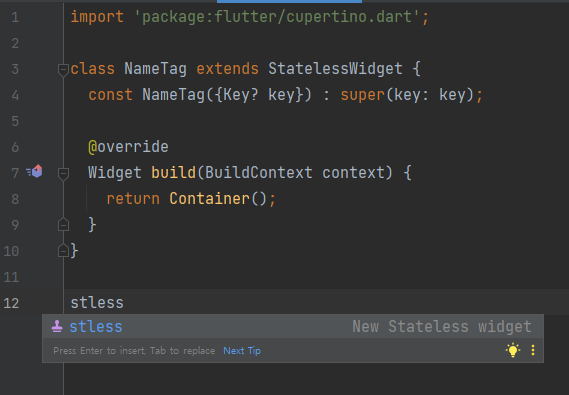 1 import 'package:flutter/cupertino.dart';
2
3 class NameTag extends StatelessWidget {
4 const NameTag({Key? key}) : super(key: key);
5
6 @override
7 Widget build(BuildContext context) {
8 return Container();
9 }
10 }
11
12 stless
stless New Stateless widget
Press Enter to insert, Tab to replace Next Tip